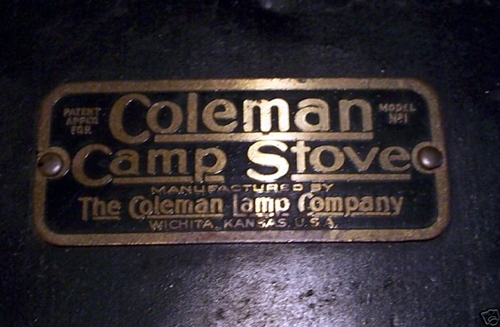 PATENT
APPLD
FOR
Coleman
MODEL
No1
Camp Stove
MANUFACTURED BY
The Coleman Lamp Company
WICHITA, KANSAS, U.S.A.